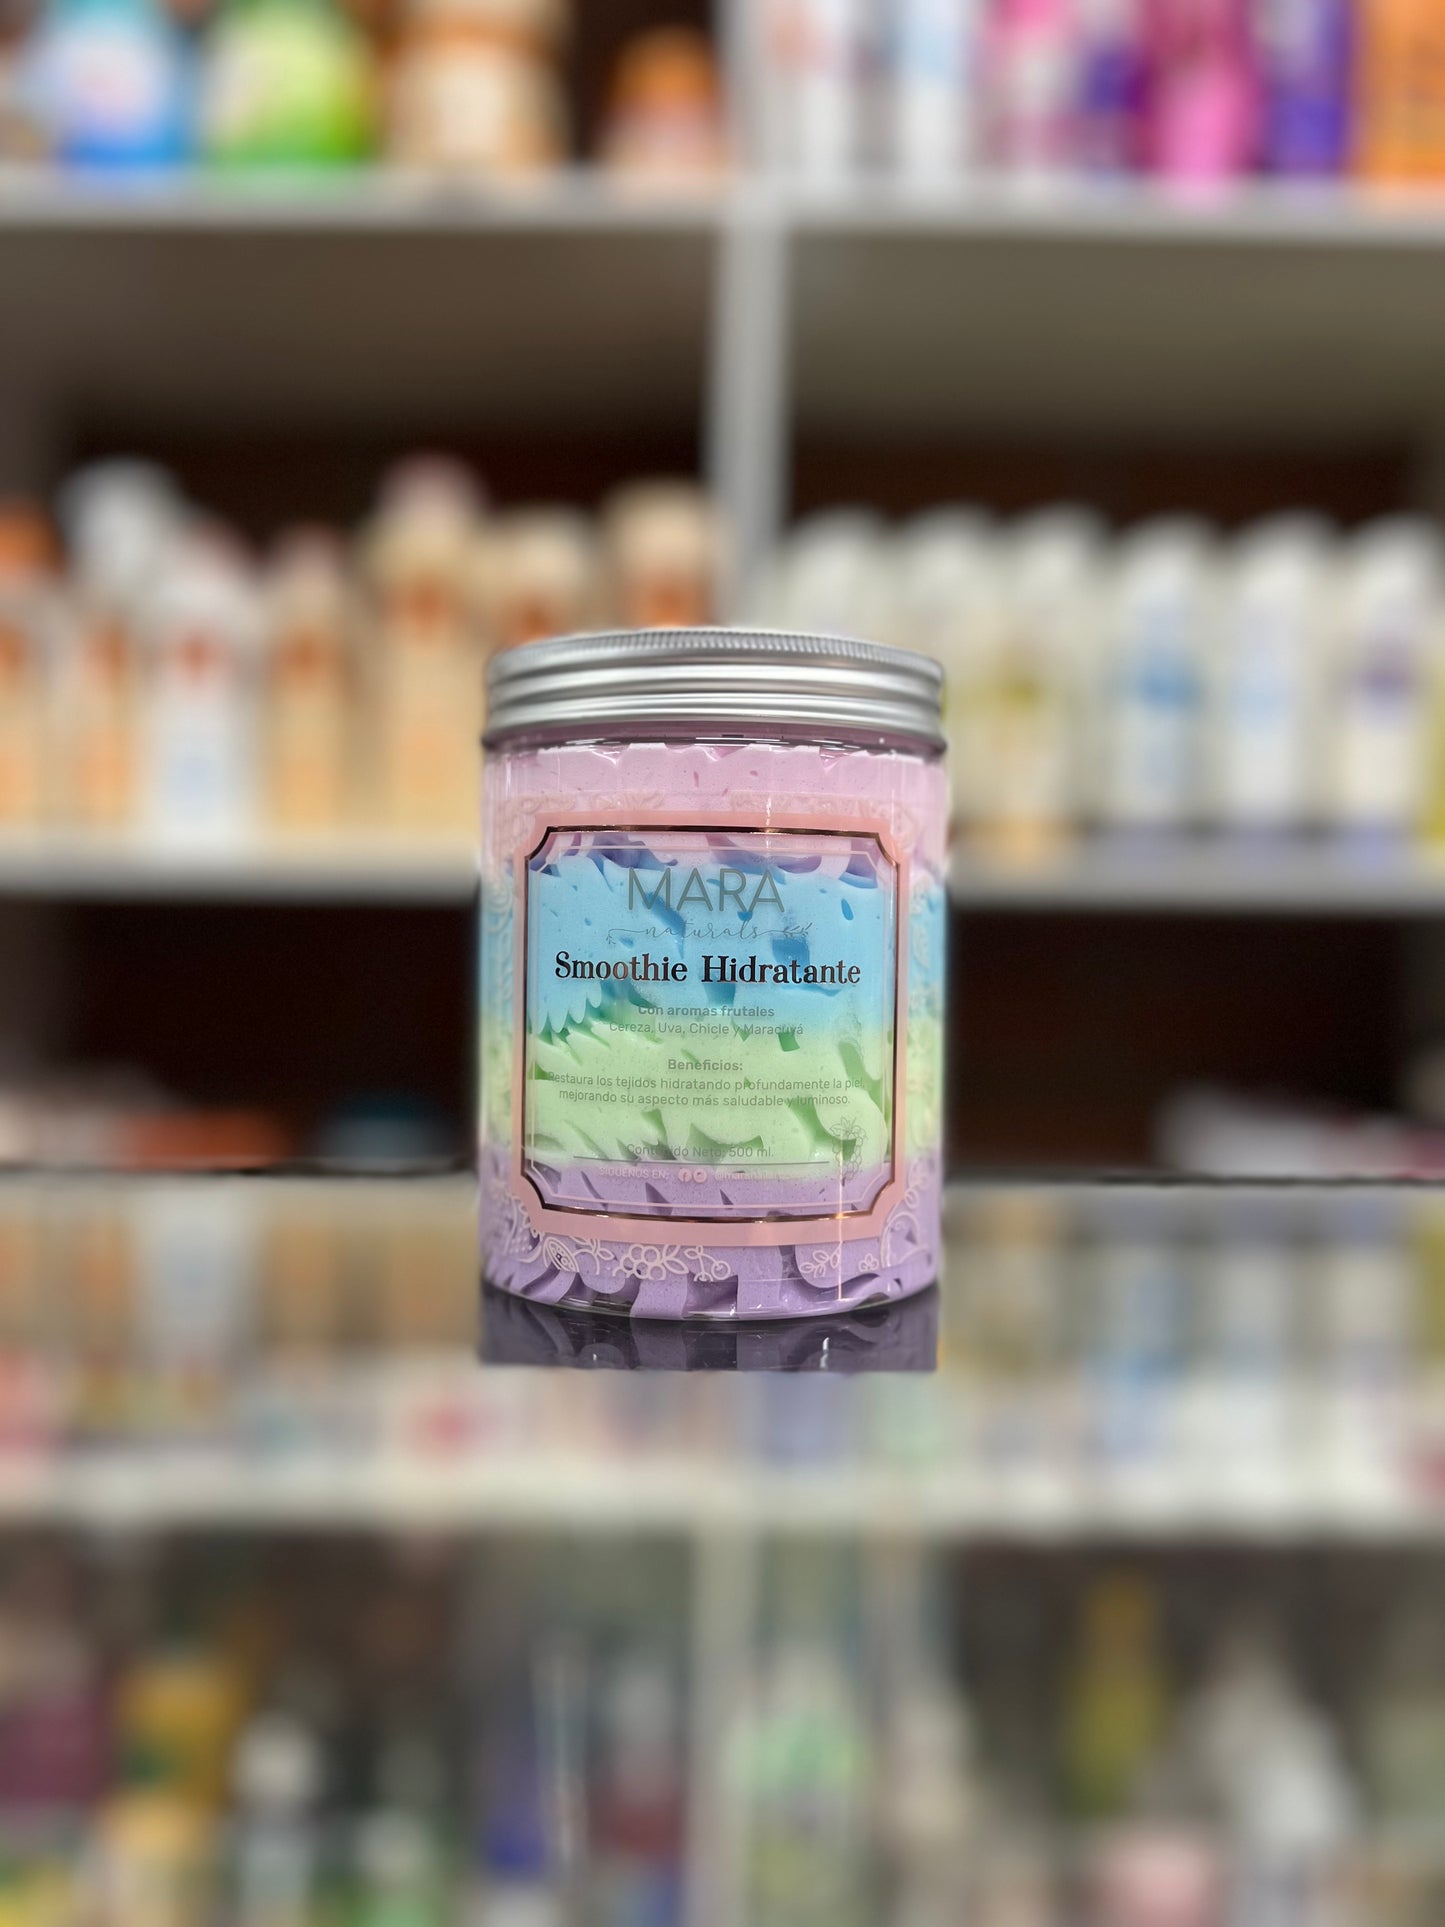 MARA
naturals
Smoothie Hidratante
Con aromas frutales
Cereza, Uva, Chicle y Maracuyá
Beneficios:
Restaura los tejidos hidratando profundamente la piel,
mejorando su aspecto más saludable y luminoso.
Contenido Neto: 500 ml.
SÍGUENOS EN: